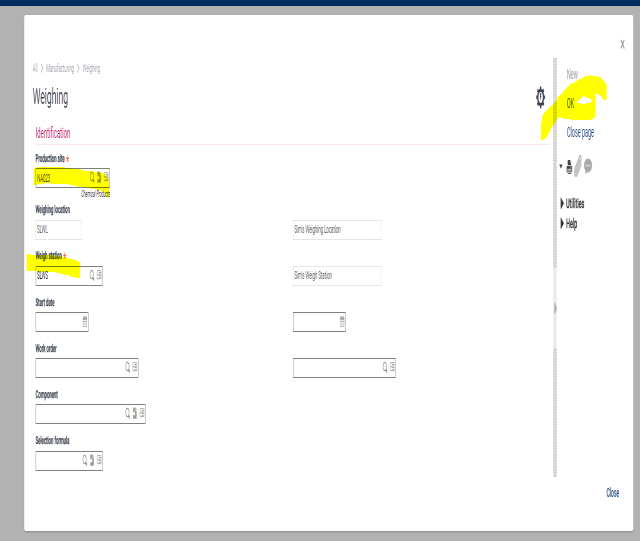 X
All > Manufacturing > Weighing
Weighing
New
OK
Close page
Identification
Production site *
NA023
Chemical Products
Weighing location
SLWL
Simis Weighing Location
Utilities
Help
Weigh station *
SLWS
Simis Weigh Station
Start date
Work order
Component
Selection formula
Close